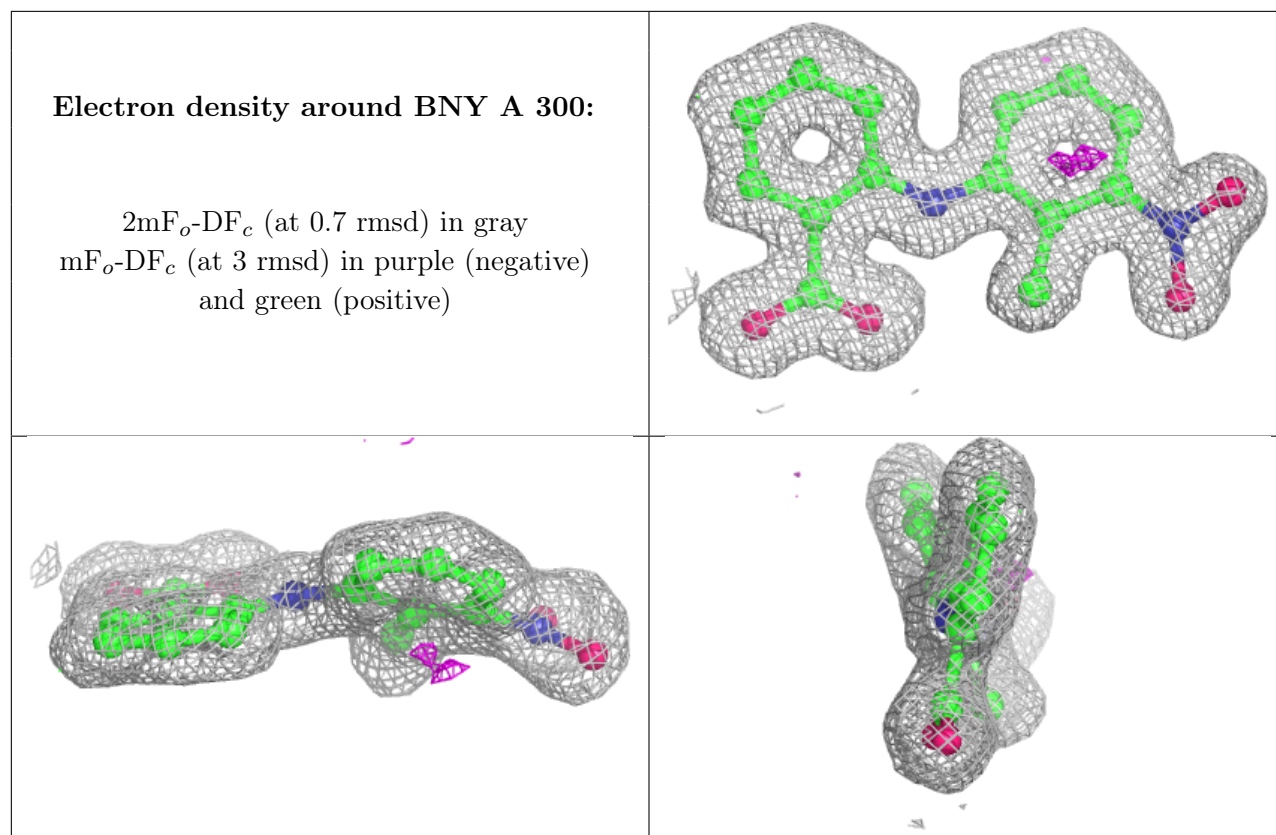 Electron density around BNY A 300:
2mFₒ-DF𝒸 (at 0.7 rmsd) in gray
mFₒ-DF𝒸 (at 3 rmsd) in purple (negative)
and green (positive)